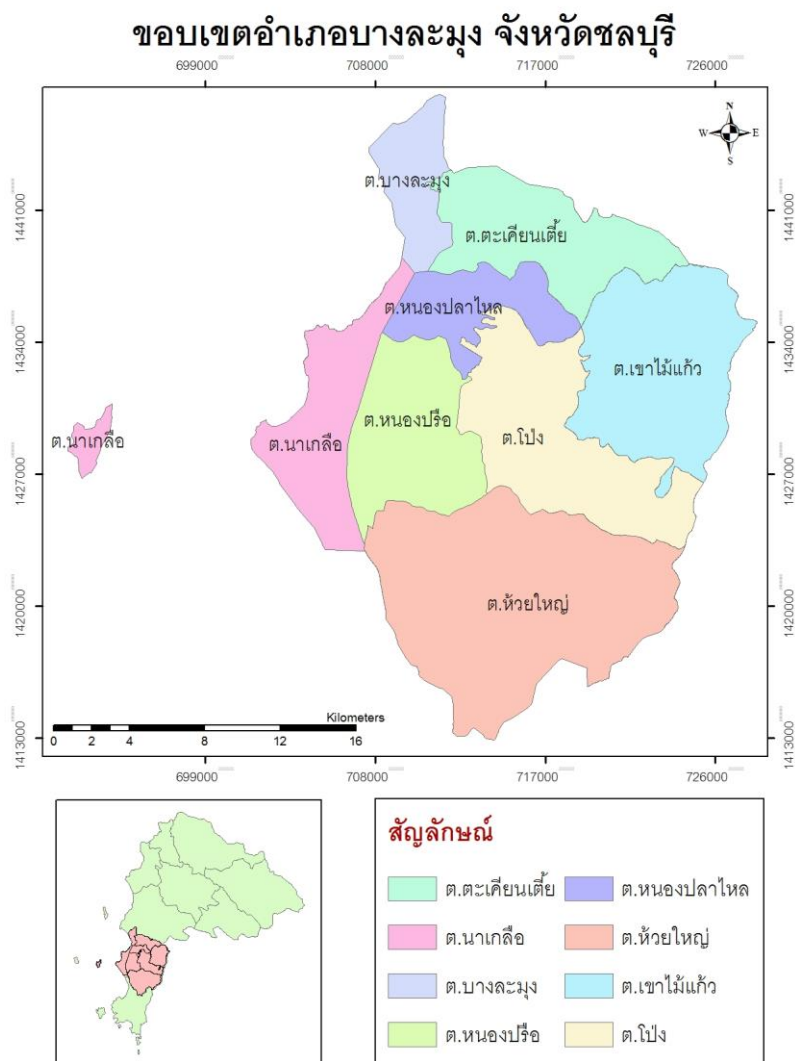 ขอบเขตอำเภอบางละมุง จังหวัดชลบุรี
699000 708000 717000 726000
N
W E
S
1441000 1441000
1434000 1434000
1427000 1427000
1420000 1420000
1413000 1413000
ต.บางละมุง
ต.ตะเคียนเตี้ย
ต.หนองปลาไหล
ต.เขาไม้แก้ว
ต.นาเกลือ
ต.นาเกลือ
ต.หนองปรือ
ต.โป่ง
ต.ห้วยใหญ่
Kilometers
0 2 4 8 12 16
699000 708000 717000 726000
สัญลักษณ์
ต.ตะเคียนเตี้ย
ต.หนองปลาไหล
ต.นาเกลือ
ต.ห้วยใหญ่
ต.บางละมุง
ต.เขาไม้แก้ว
ต.หนองปรือ
ต.โป่ง